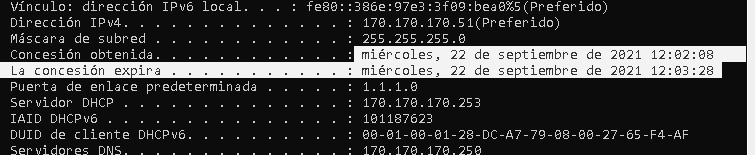 Vínculo: dirección IPv6 local. . . : fe80::386e:97e3:3f09:bea0%5(Preferido)
Dirección IPv4. . . . . . . . . . . . . . : 170.170.170.51(Preferido)
Máscara de subred . . . . . . . . . . . . : 255.255.255.0
Concesión obtenida. . . . . . . . . . . . : miércoles, 22 de septiembre de 2021 12:02:08
La concesión expira . . . . . . . . . . . : miércoles, 22 de septiembre de 2021 12:03:28
Puerta de enlace predeterminada . . . . . : 1.1.1.0
Servidor DHCP . . . . . . . . . . . . . . : 170.170.170.253
IAID DHCPv6 . . . . . . . . . . . . . . . : 101187623
DUID de cliente DHCPv6. . . . . . . . . . : 00-01-00-01-28-DC-A7-79-08-00-27-65-F4-AF
Servidores DNS. . . . . . . . . . . . . . : 170.170.170.250